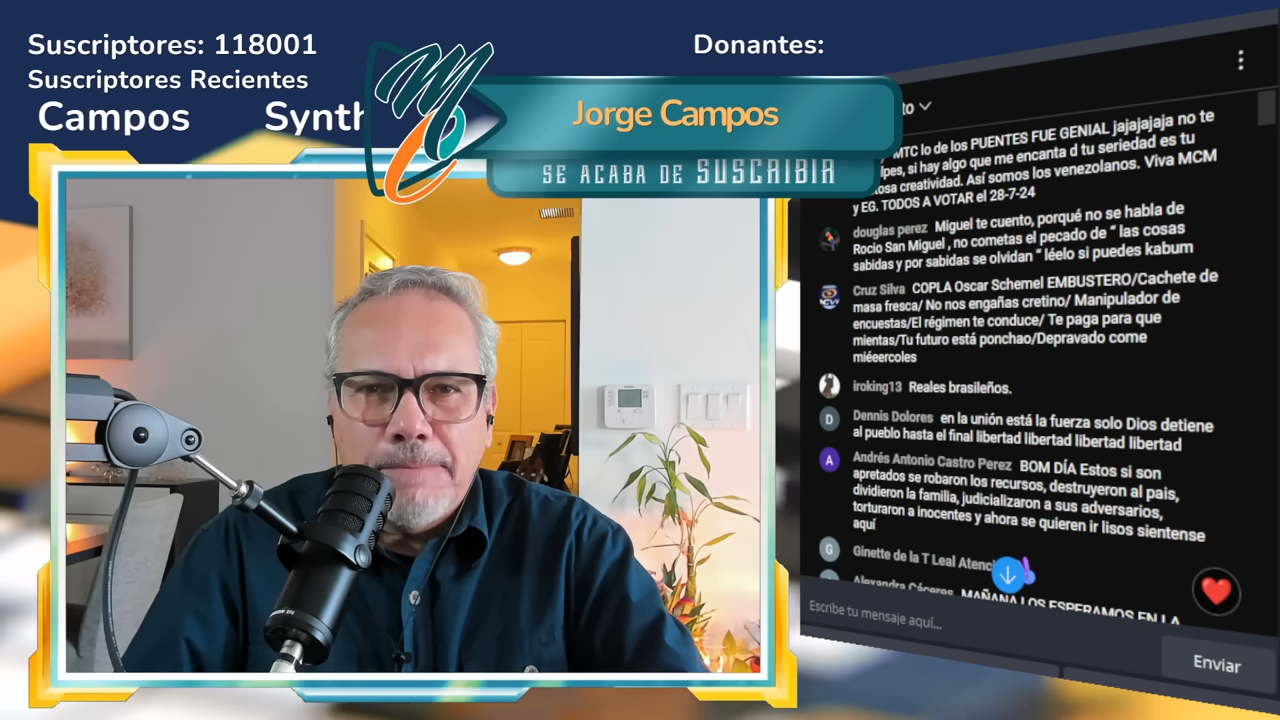 Suscriptores: 118001
Suscriptores Recientes
Campos Synth
Donantes:
Jorge Campos
SE ACABA DE SUSCRIBIR
to
MTC lo de los PUENTES FUE GENIAL jajajajaja no te
lpes, si hay algo que me encanta d tu seriedad es tu
tosa creatividad. Así somos los venezolanos. Viva MCM
y EG. TODOS A VOTAR el 28-7-24
douglas perez Miguel te cuento, porqué no se habla de
Rocio San Miguel , no cometas el pecado de “ las cosas
sabidas y por sabidas se olvidan “ léelo si puedes kabum
Cruz Silva COPLA Oscar Schemel EMBUSTERO/Cachete de
masa fresca/ No nos engañas cretino/ Manipulador de
encuestas/El régimen te conduce/ Te paga para que
mientas/Tu futuro está ponchao/Depravado come
miéeercoles
iroking13 Reales brasileños.
D Dennis Dolores en la unión está la fuerza solo Dios detiene
al pueblo hasta el final libertad libertad libertad libertad
A Andrés Antonio Castro Perez BOM DÍA Estos si son
apretados se robaron los recursos, destruyeron al pais,
dividieron la familia, judicializaron a sus adversarios,
torturaron a inocentes y ahora se quieren ir lisos sientense
aquí
G Ginette de la T Leal Atenc
Alexandra Cáceres MAÑANA LOS ESPERAMOS EN LA
Escribe tu mensaje aquí...
Enviar